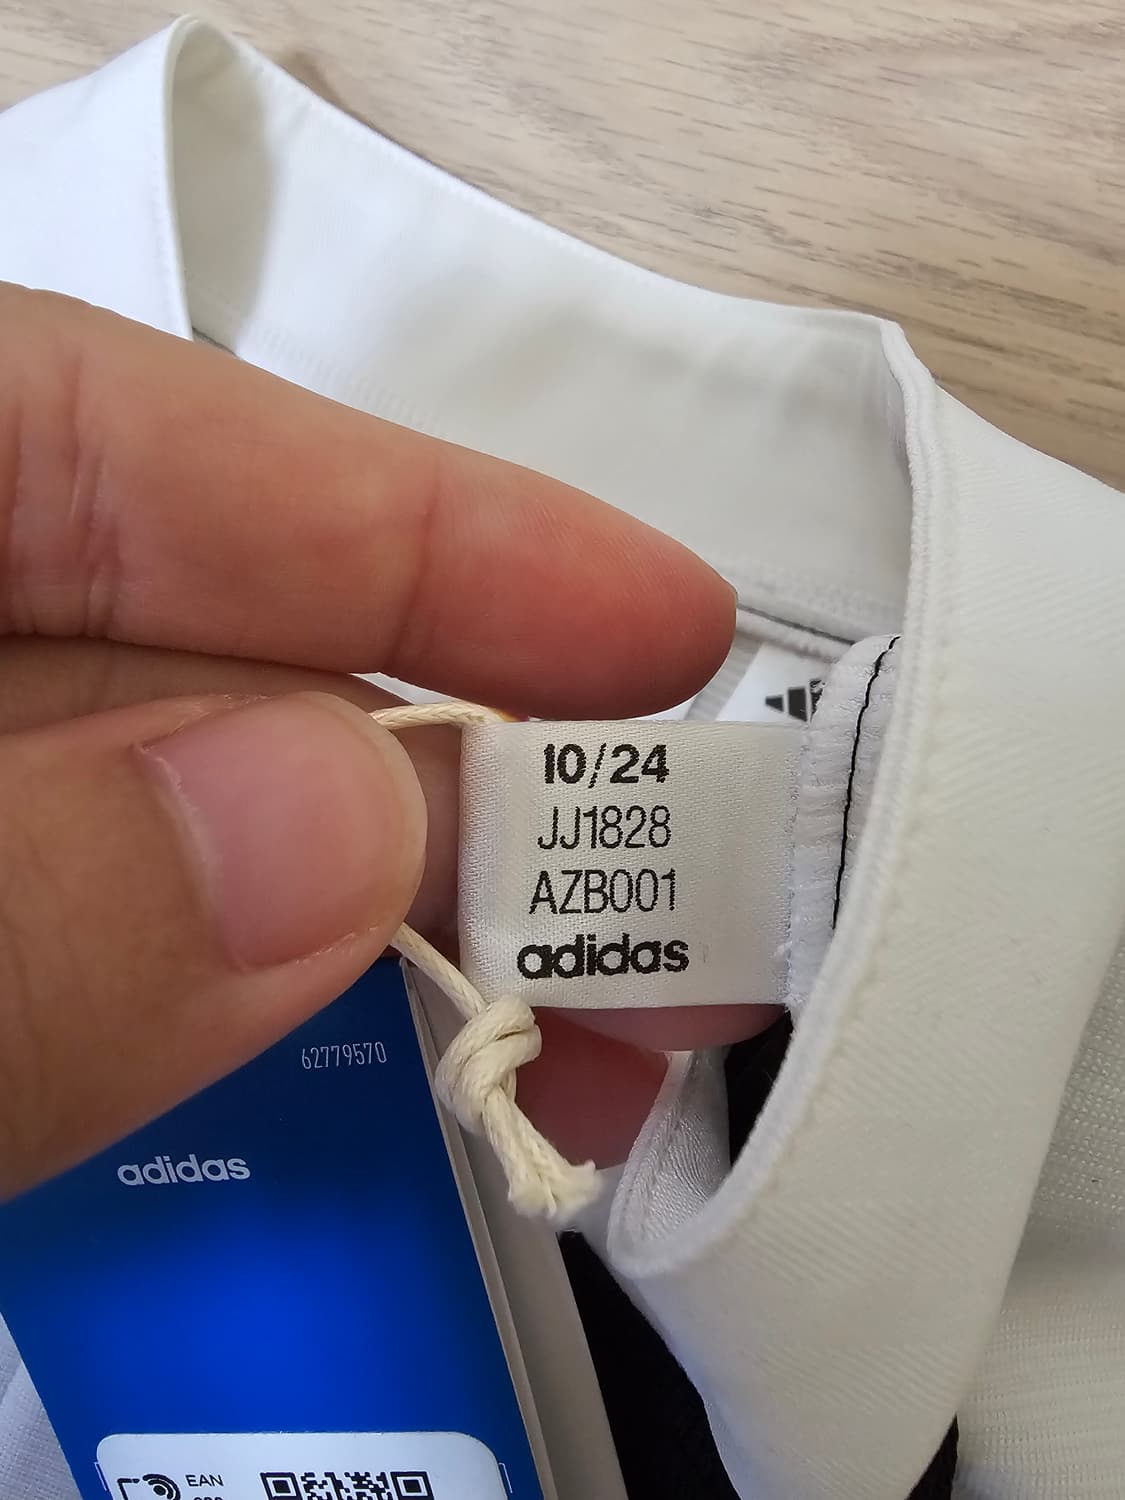 10/24
JJ1828
AZB001
adidas
62779570
adidas
EAN